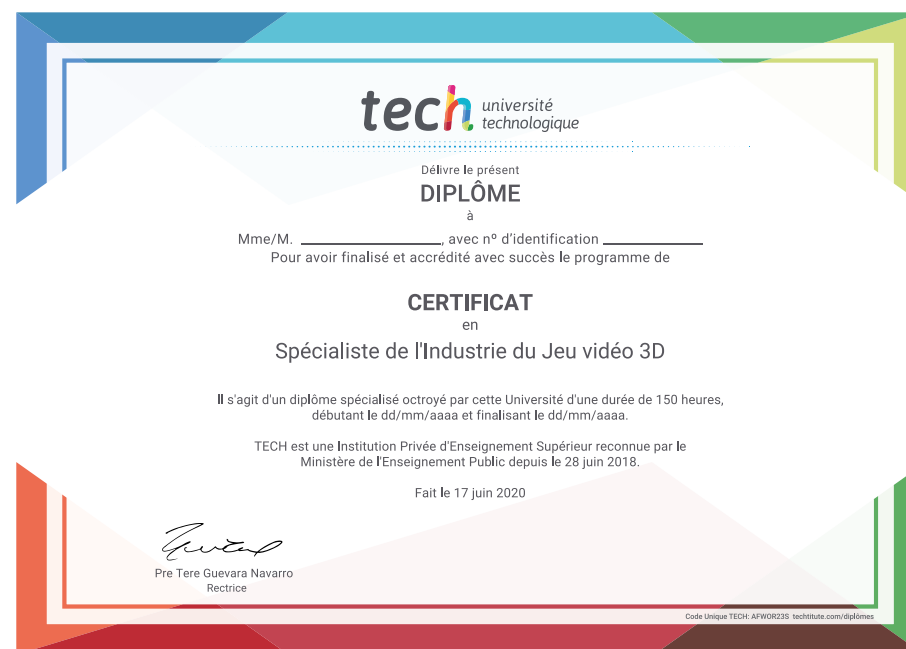 tech université
technologique
Délivre le présent
DIPLÔME
à
Mme/M. ____________________, avec nº d'identification ______________
Pour avoir finalisé et accrédité avec succès le programme de
CERTIFICAT
en
Spécialiste de l'Industrie du Jeu vidéo 3D
Il s'agit d'un diplôme spécialisé octroyé par cette Université d'une durée de 150 heures,
débutant le dd/mm/aaaa et finalisant le dd/mm/aaaa.
TECH est une Institution Privée d'Enseignement Supérieur reconnue par le
Ministère de l'Enseignement Public depuis le 28 juin 2018.
Fait le 17 juin 2020
Pre Tere Guevara Navarro
Rectrice
Code Unique TECH: AFWOR23S techtitute.com/diplômes